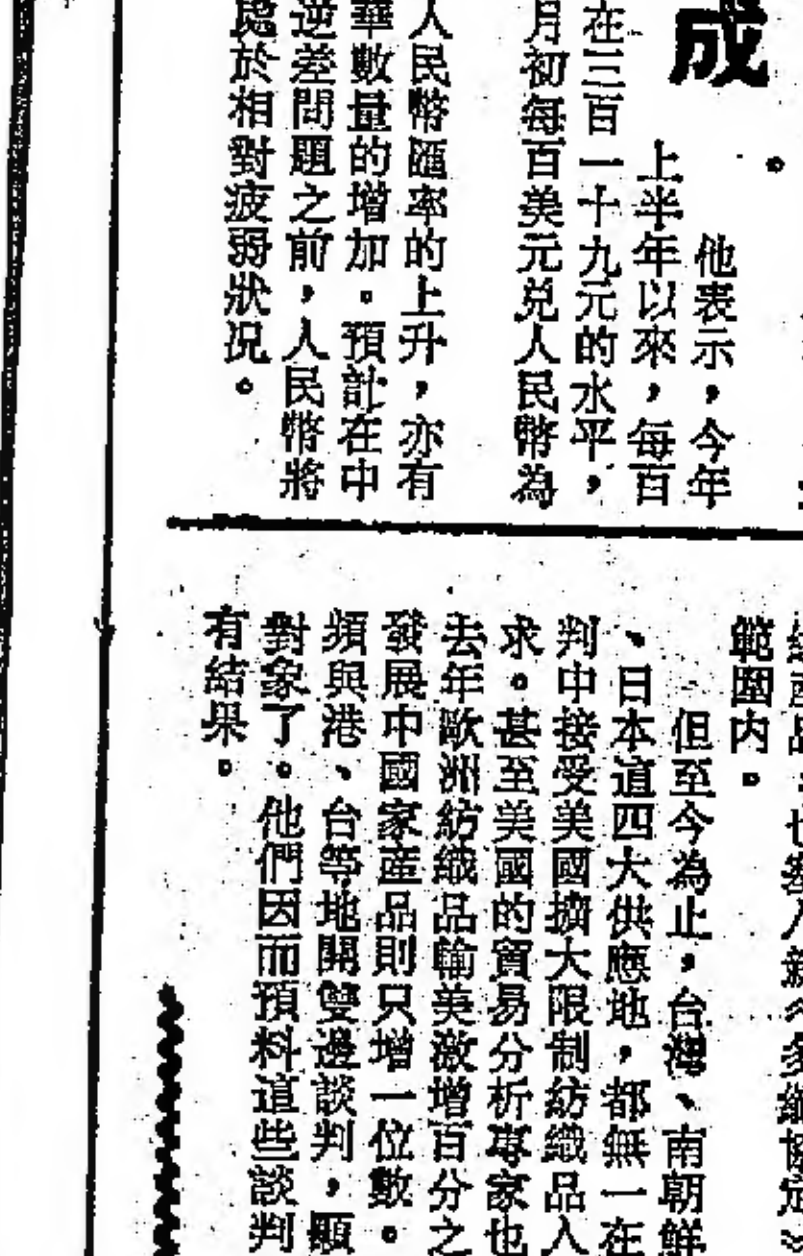 成
。
他表示，今年
上半年以來，每百
在三百一十九元的水平，
月初每百美元兑人民幣為
人民幣匯率的上升，亦有
華數量的增加。預計在中
逆差問題之前，人民幣將
處於相對疲弱狀况。
範圍内。
但至今為止，台灣、南朝鮮
、日本這四大供應地，都無一在
判中接受美國擴大限制紡織品入
求。甚至美國的貿易分析專家也
去年歐洲紡織品輸美激增百分之
發展中國家產品則只增一位數。
頻與港、台等地開雙邊談判，顯
對象了。他們因而預料這些談判
有結果。